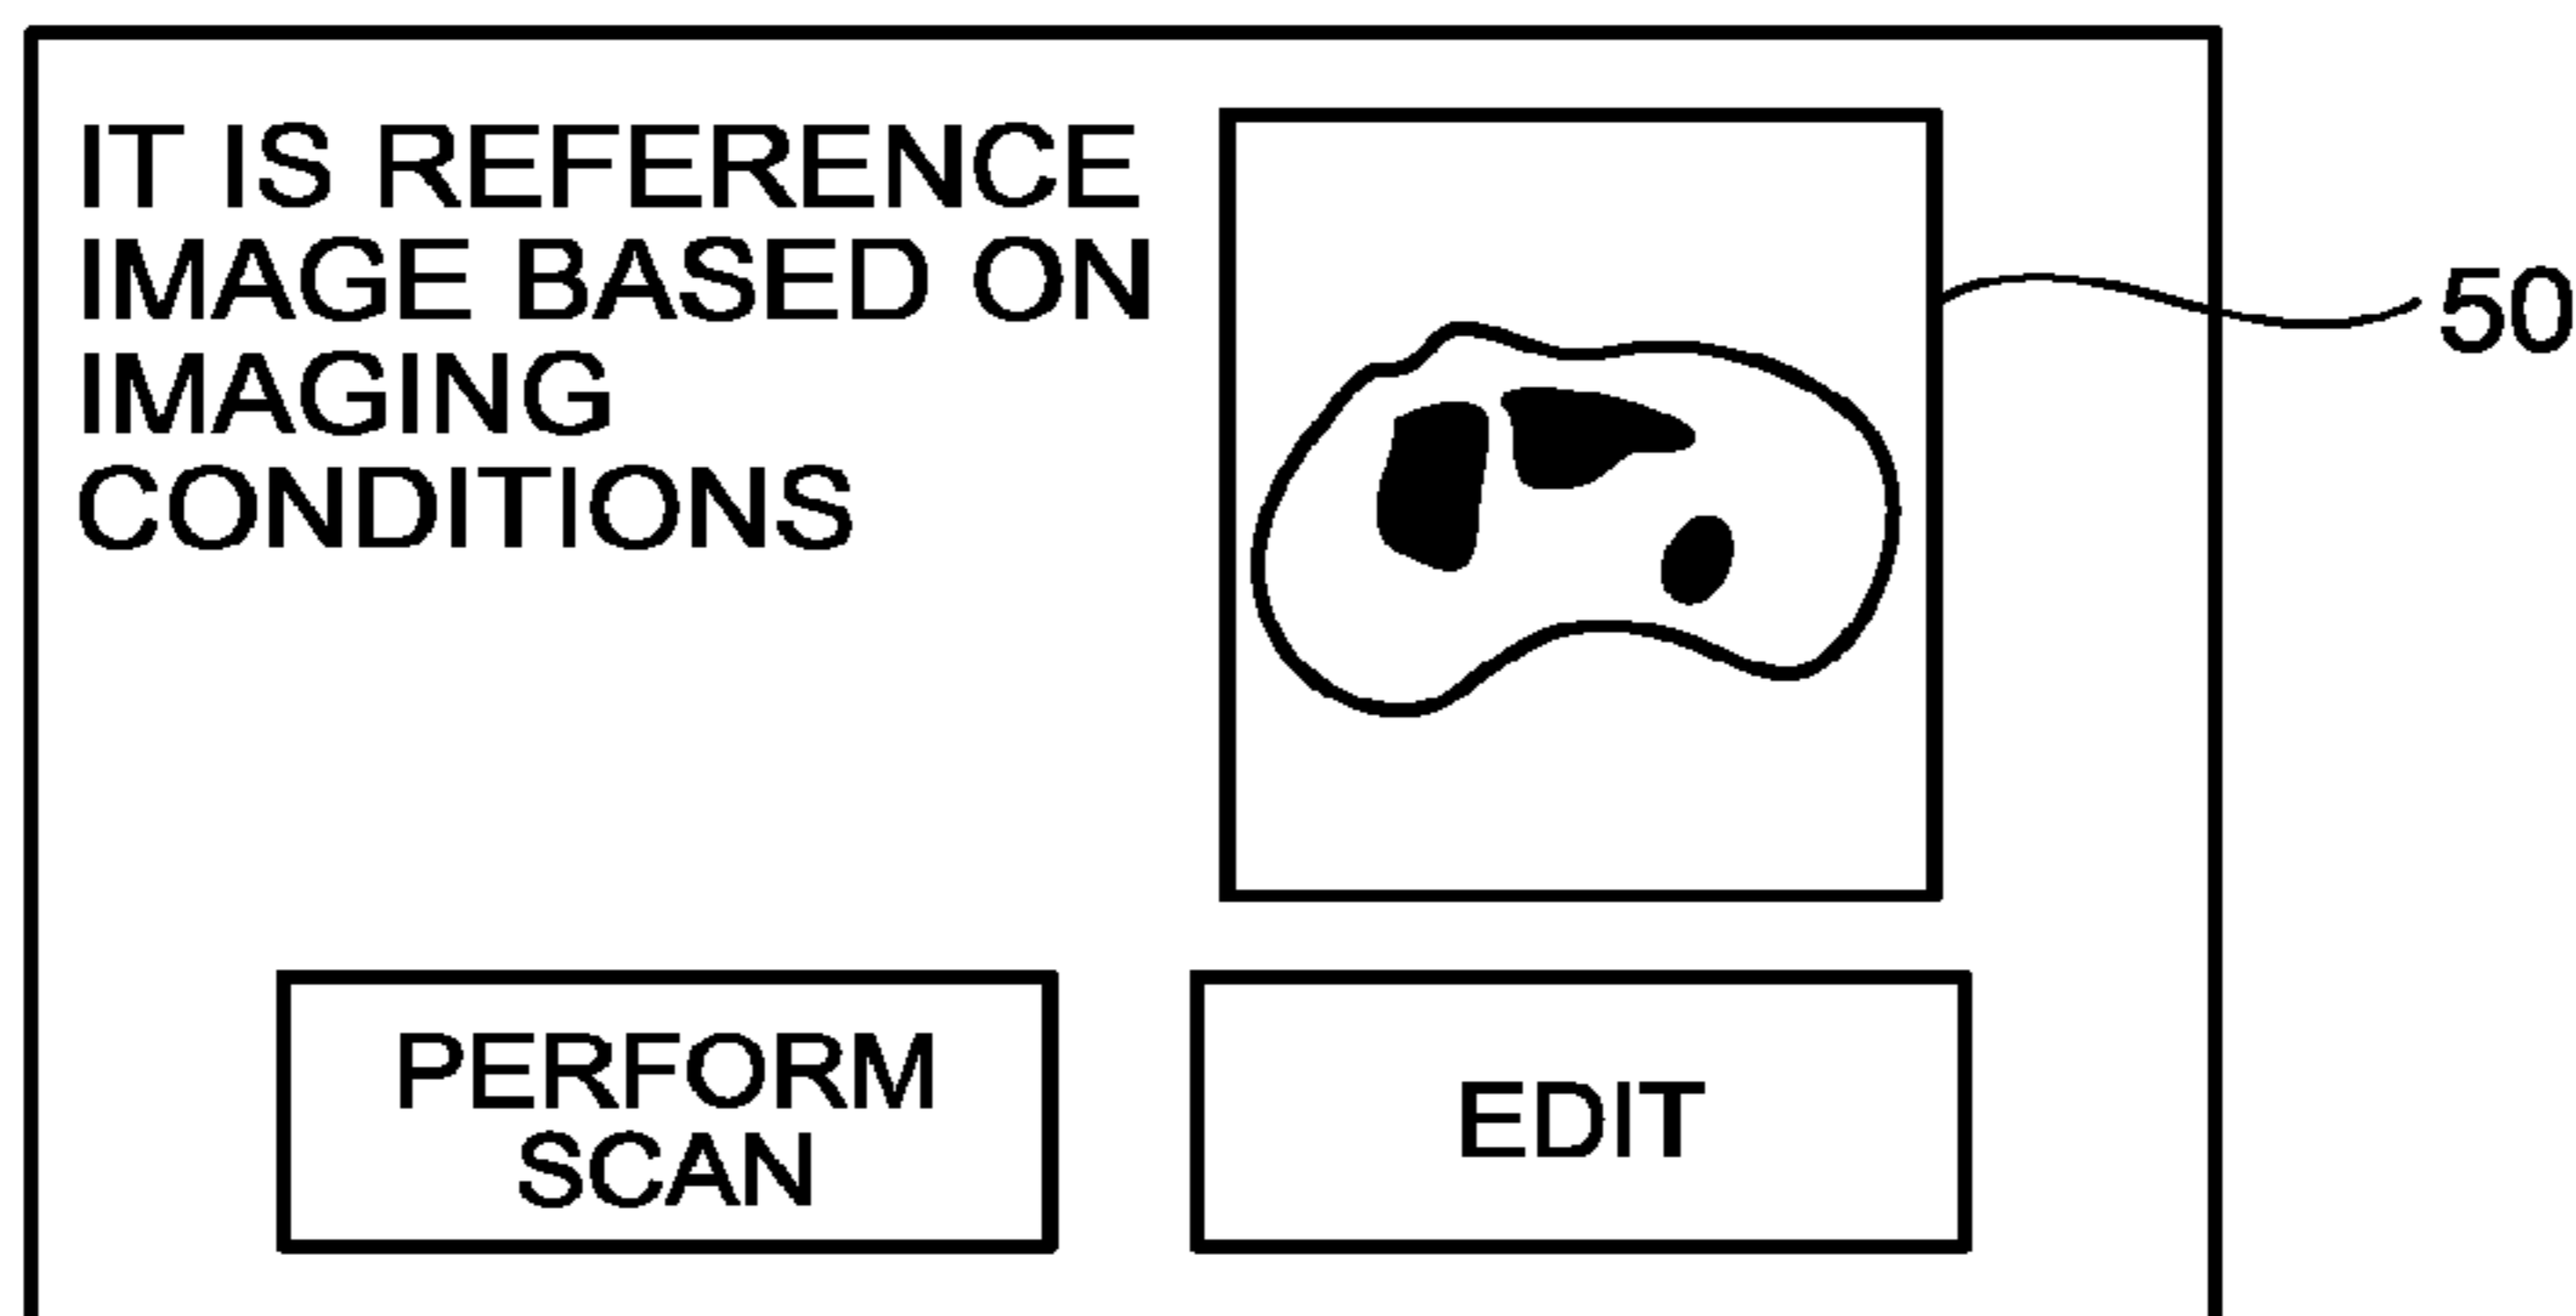 IT IS REFERENCE
IMAGE BASED ON
IMAGING
CONDITIONS
50
PERFORM
SCAN
EDIT